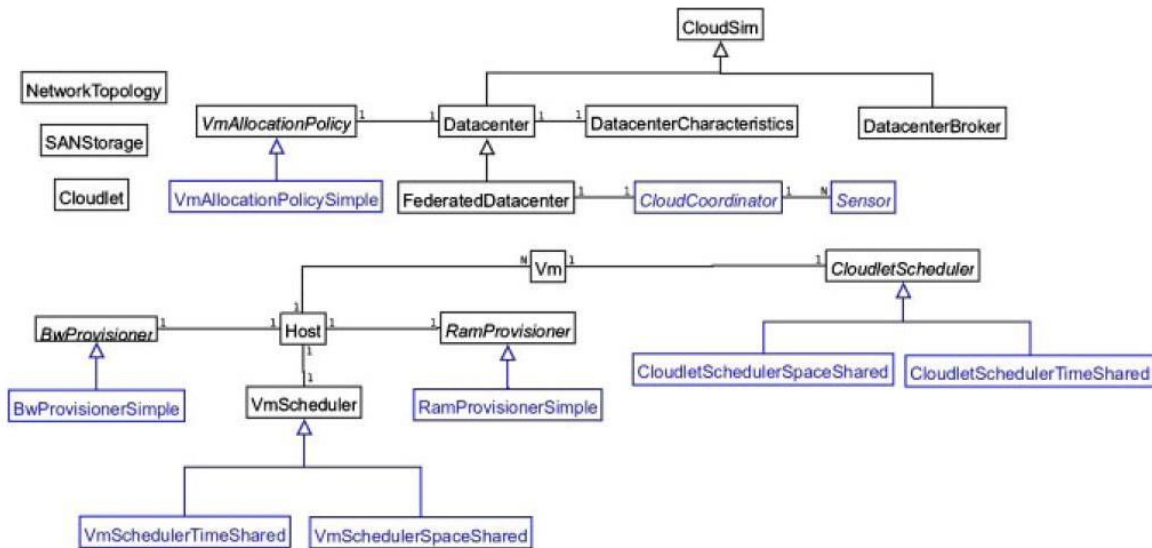 CloudSim
NetworkTopology
VmAllocationPolicy 1 1 Datacenter 1 1 DatacenterCharacteristics
DatacenterBroker
SANStorage
Cloudlet
VmAllocationPolicySimple
FederatedDatacenter 1 1 CloudCoordinator 1 N Sensor
N Vm 1 1 CloudletScheduler
1
BwProvisioner 1 1 Host 1 1 RamProvisioner
1
CloudletSchedulerSpaceShared
CloudletSchedulerTimeShared
1
BwProvisionerSimple
VmScheduler
RamProvisionerSimple
VmSchedulerTimeShared
VmSchedulerSpaceShared